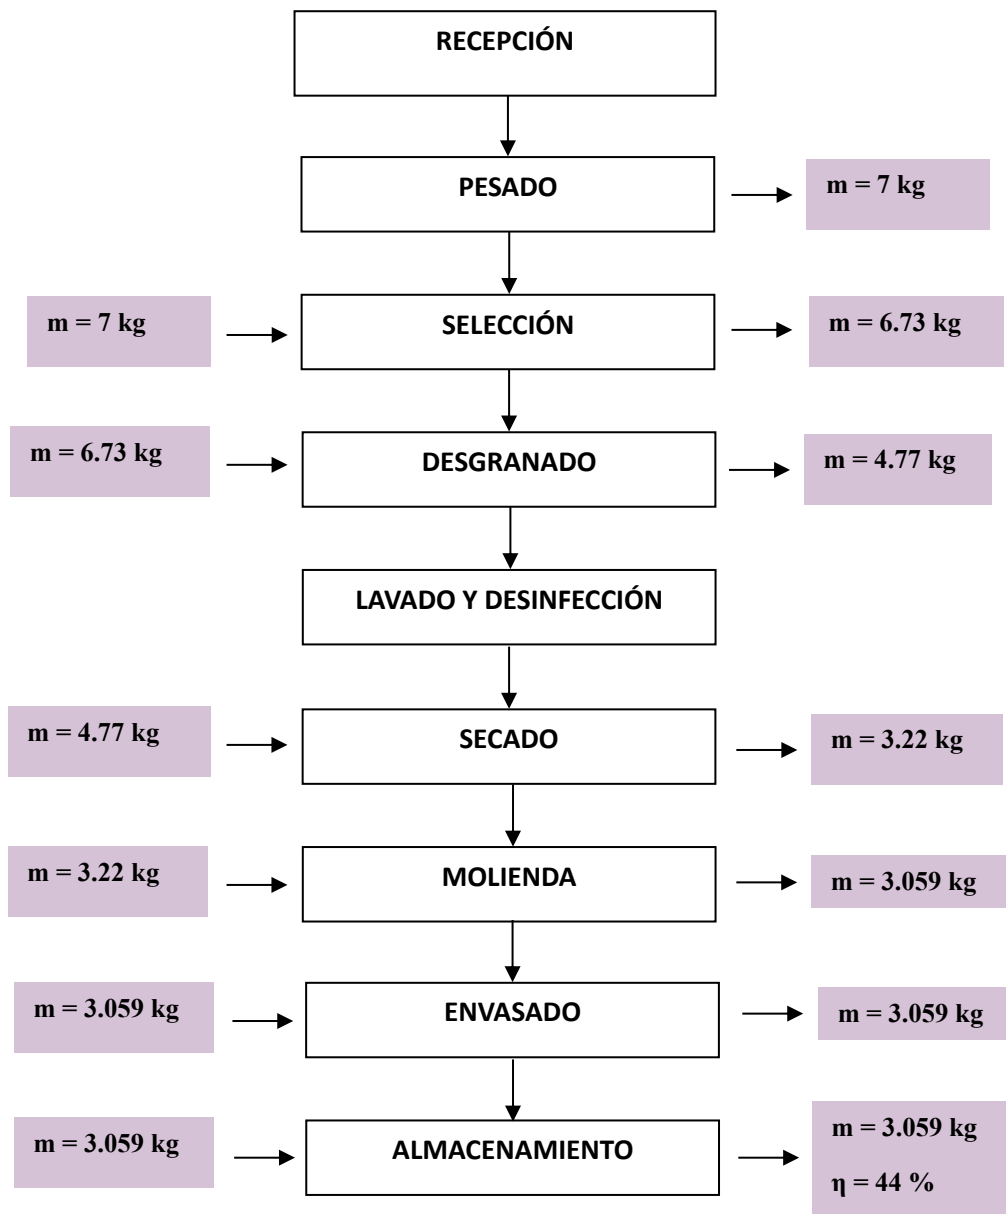 RECEPCIÓN
PESADO
m = 7 kg
m = 7 kg
SELECCIÓN
m = 6.73 kg
m = 6.73 kg
DESGRANADO
m = 4.77 kg
LAVADO Y DESINFECCIÓN
m = 4.77 kg
SECADO
m = 3.22 kg
m = 3.22 kg
MOLIENDA
m = 3.059 kg
m = 3.059 kg
ENVASADO
m = 3.059 kg
m = 3.059 kg
ALMACENAMIENTO
m = 3.059 kg
η = 44 %